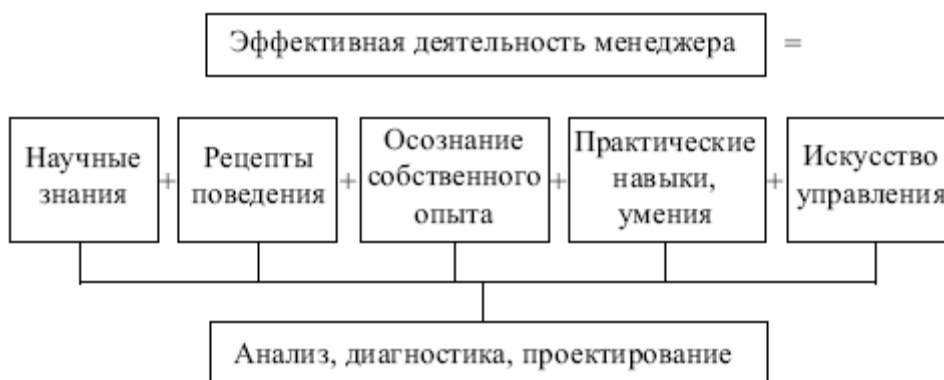 Эффективная деятельность менеджера =
Научные
знания
+
Рецепты
поведения
+
Осознание
собственного
опыта
+
Практические
навыки,
умения
+
Искусство
управления
Анализ, диагностика, проектирование